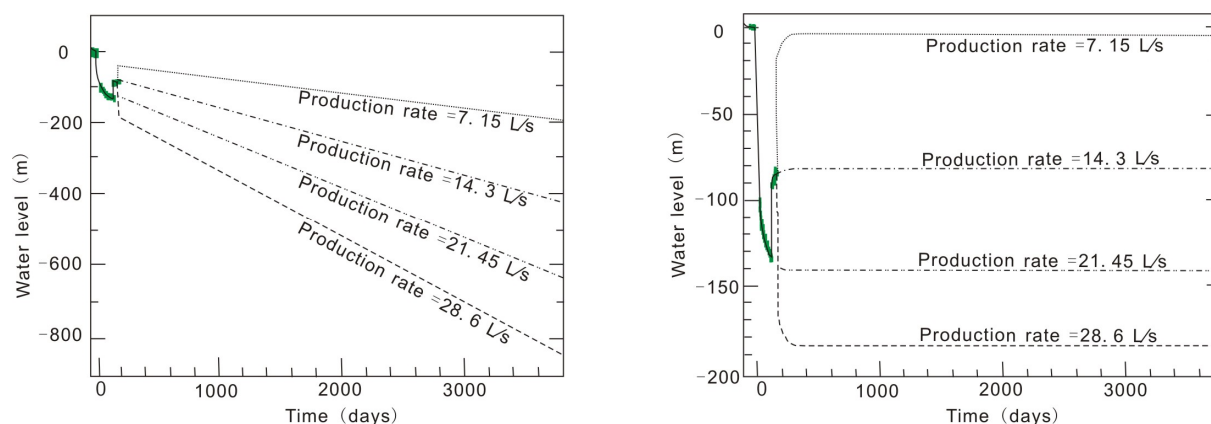 0
−200
−400
−600
−800
Water level (m)
Production rate =7.15 L/s
Production rate =14.3 L/s
Production rate =21.45 L/s
Production rate =28.6 L/s
0
1000
2000
3000
Time (days)
0
−50
−100
−150
−200
Water level (m)
Production rate =7.15 L/s
Production rate =14.3 L/s
Production rate =21.45 L/s
Production rate =28.6 L/s
0
1000
2000
3000
Time (days)